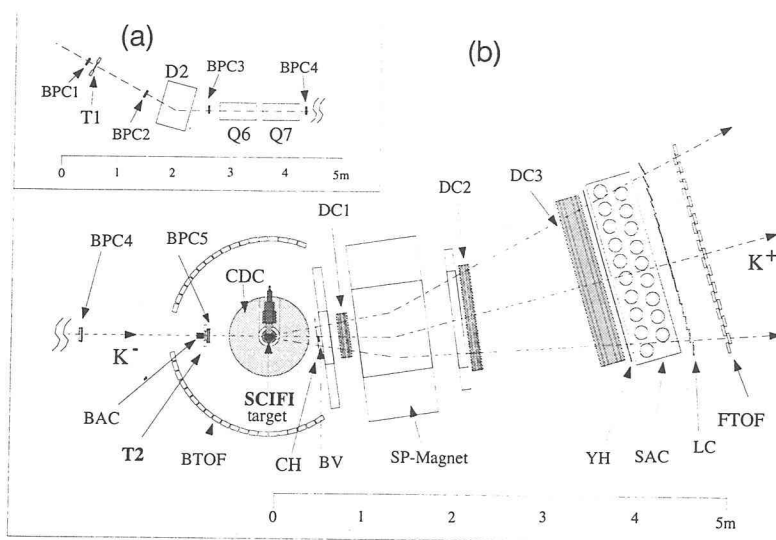 (a)
(b)
D2
BPC3
BPC4
BPC1
T1
BPC2
Q6
Q7
0 1 2 3 4 5m
DC1
DC2
DC3
BPC4
BPC5
CDC
K+
K-
SCIFI
target
BAC
T2
BTOF
CH
BV
SP-Magnet
YH
SAC
LC
FTOF
0 1 2 3 4 5m